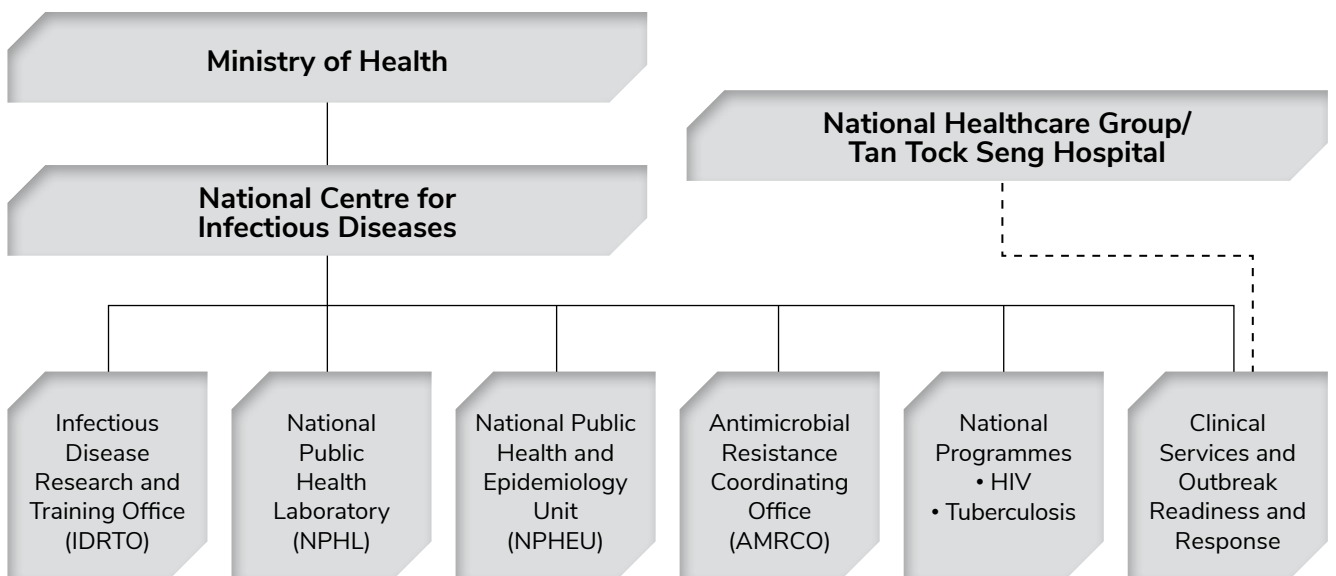 Ministry of Health
National Healthcare Group/
Tan Tock Seng Hospital
National Centre for
Infectious Diseases
Infectious
Disease
Research and
Training Office
(IDRTO)
National
Public
Health
Laboratory
(NPHL)
National Public
Health and
Epidemiology
Unit
(NPHEU)
Antimicrobial
Resistance
Coordinating
Office
(AMRCO)
National
Programmes
• HIV
• Tuberculosis
Clinical
Services and
Outbreak
Readiness and
Response